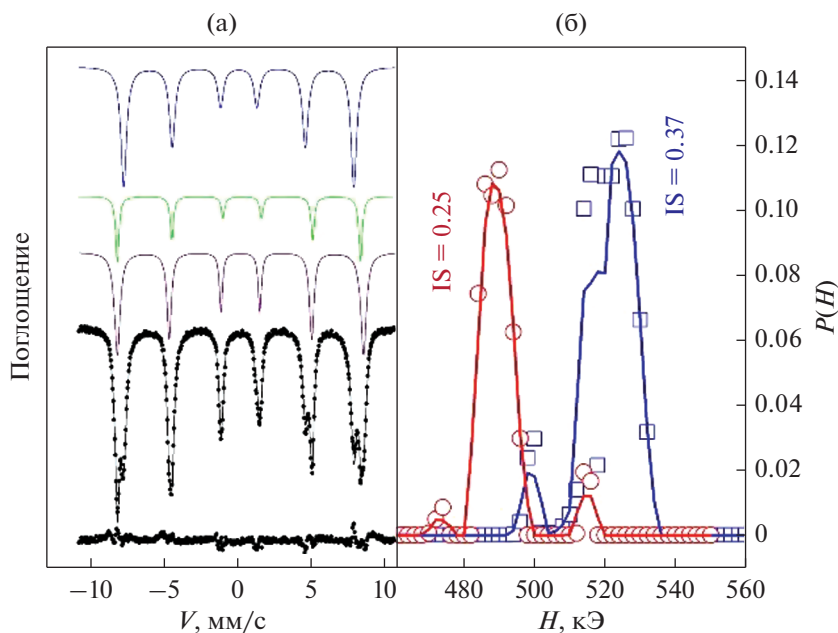 (а)
(б)
Поглощение
−10
−5
0
5
10
V, мм/с
IS = 0.25
IS = 0.37
0.14
0.12
0.10
0.08
0.06
0.04
0.02
0
P(H)
480
500
520
540
560
H, кЭ